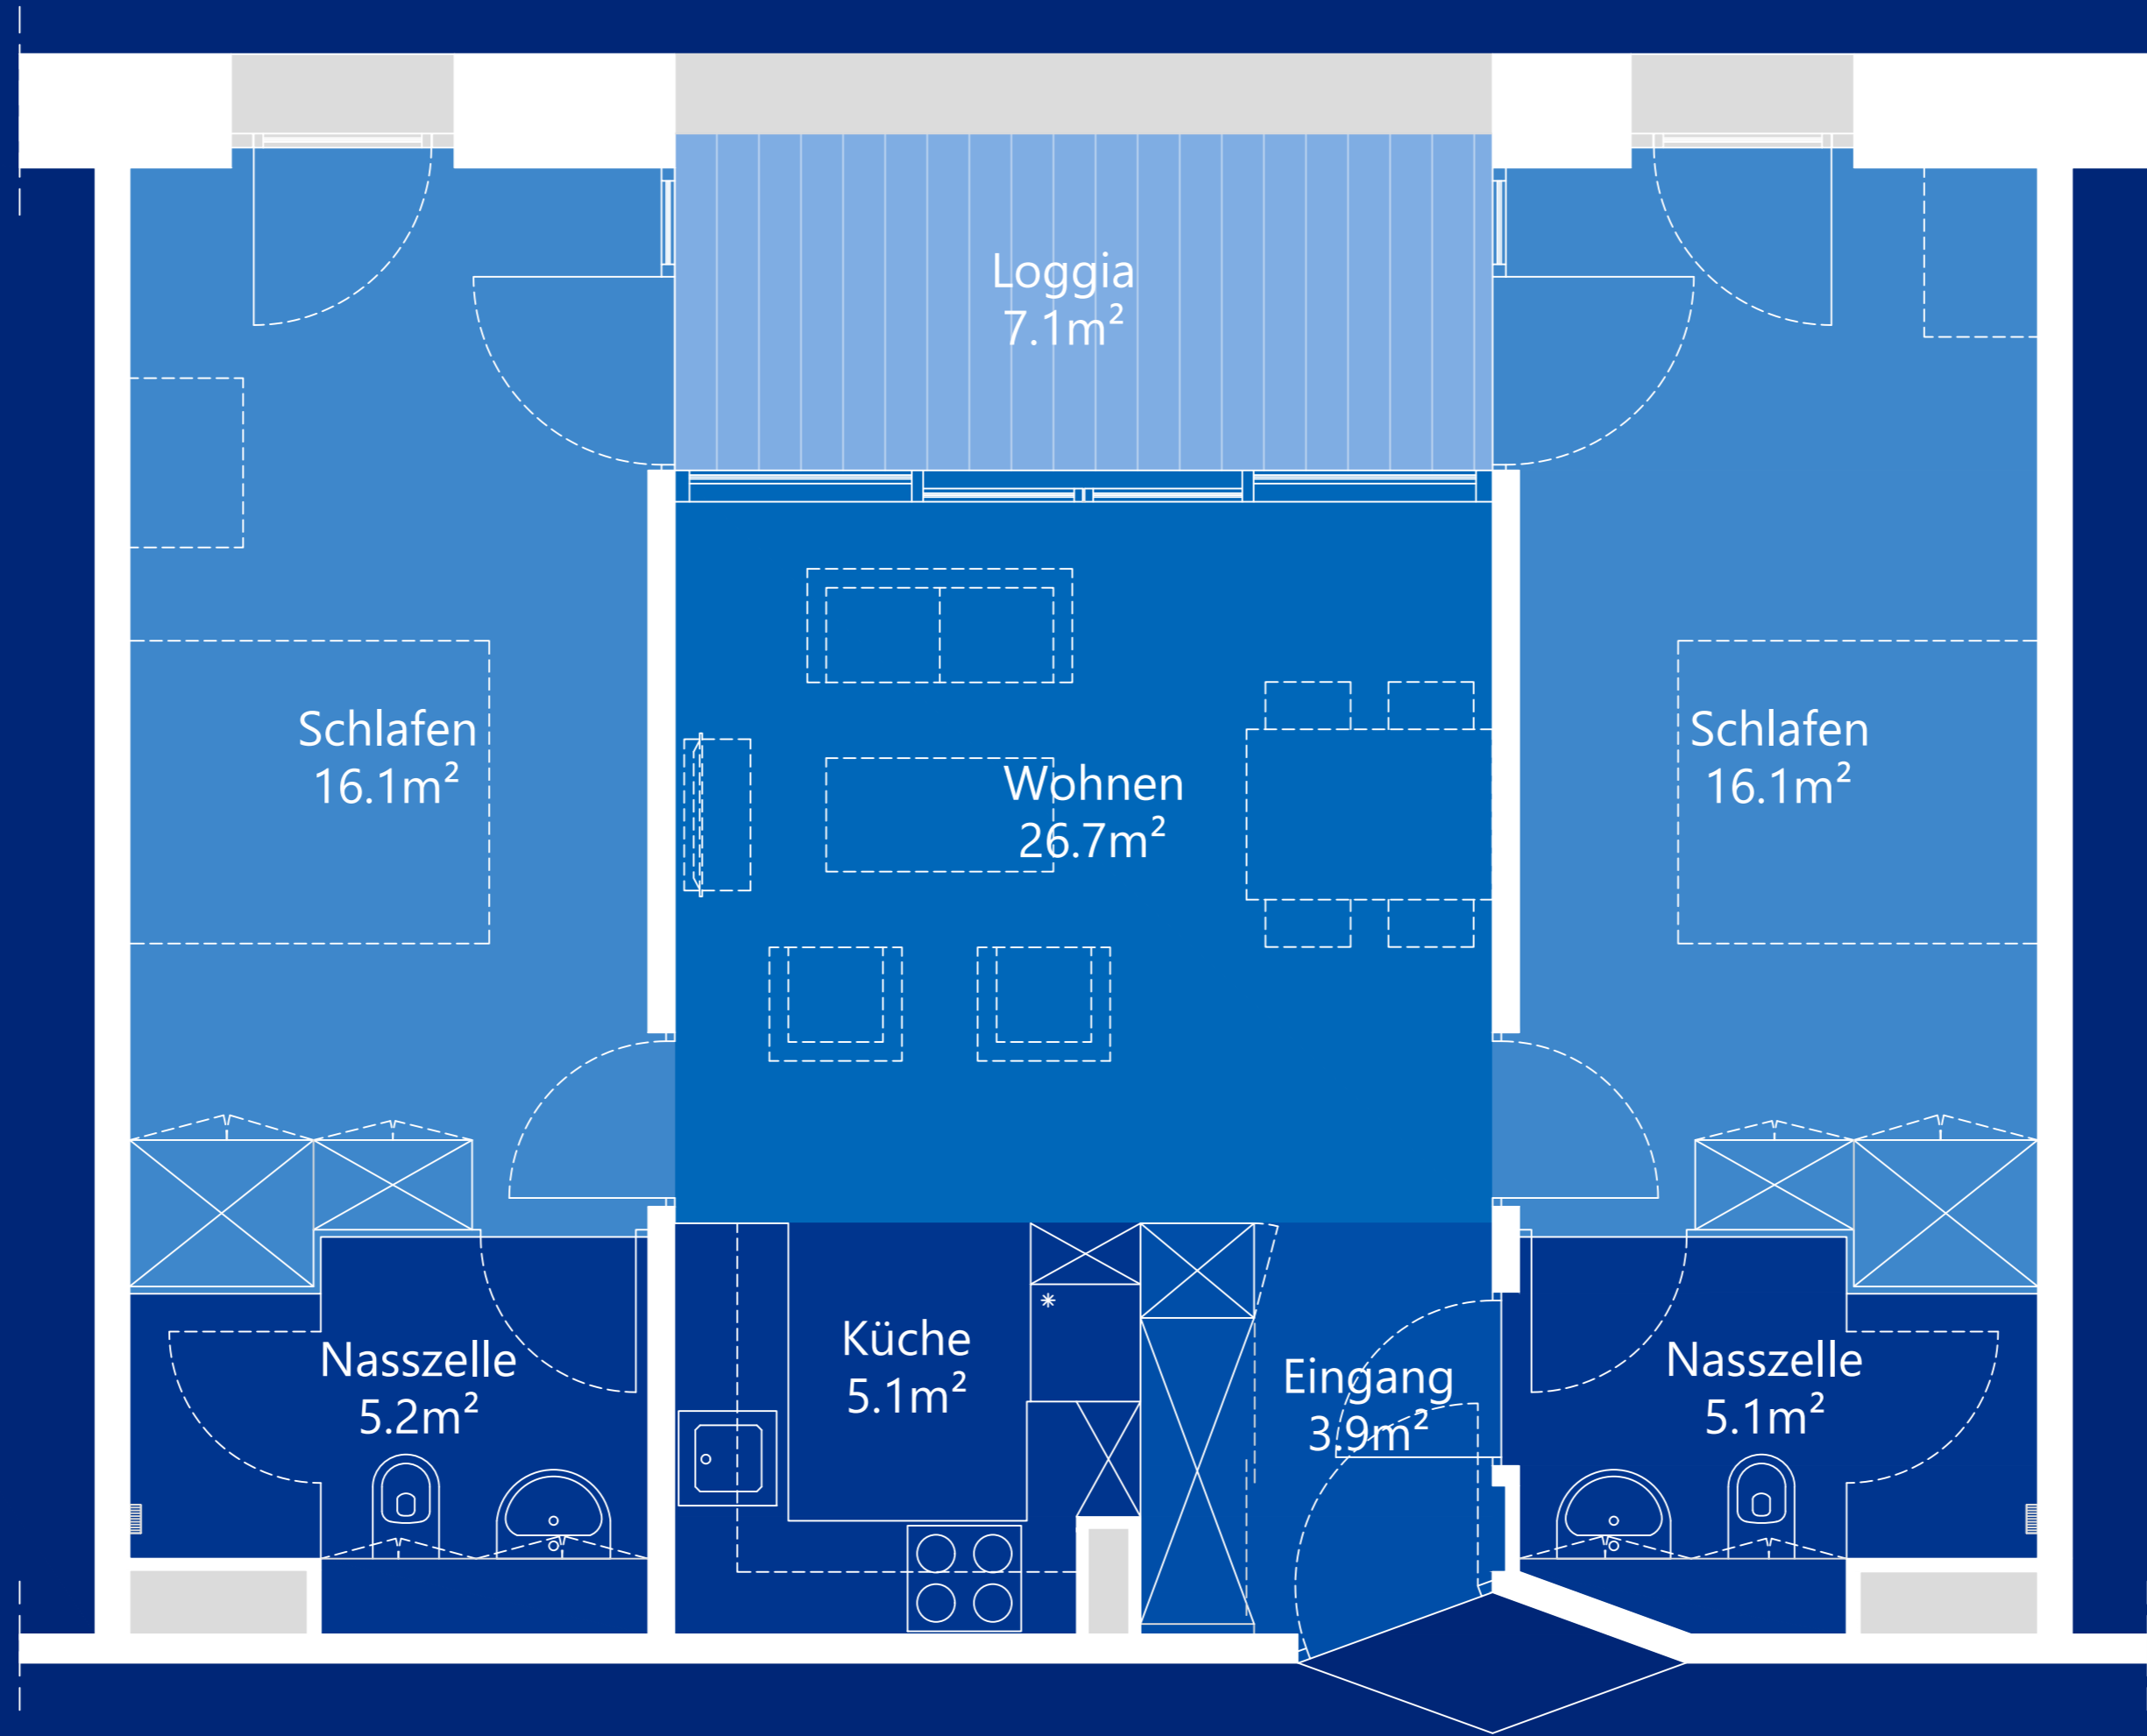 Loggia
7.1m²
Schlafen
16.1m²
Wohnen
26.7m²
Schlafen
16.1m²
Nasszelle
5.2m²
Küche
5.1m²
Eingang
3.9m²
Nasszelle
5.1m²